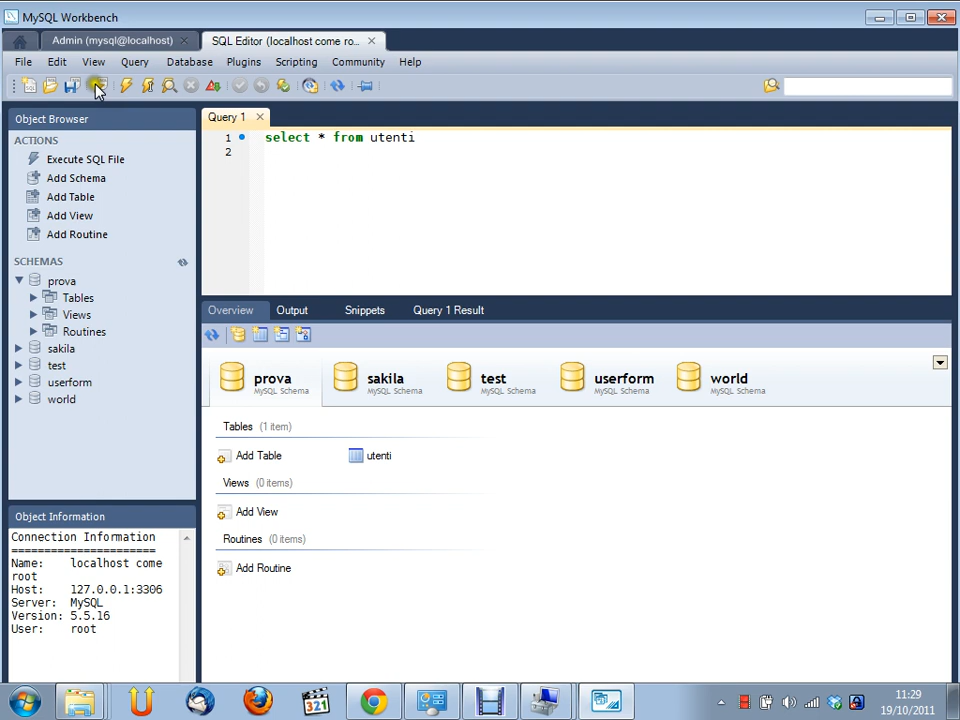 MySQL Workbench
Admin (mysql@localhost)
SQL Editor (localhost come ro...
File Edit View Query Database Plugins Scripting Community Help
Object Browser
ACTIONS
Execute SQL File
Add Schema
Add Table
Add View
Add Routine
SCHEMAS
prova
Tables
Views
Routines
sakila
test
userform
world
Query 1
1 select * from utenti
2
Overview Output Snippets Query 1 Result
prova
MySQL Schema
sakila
MySQL Schema
test
MySQL Schema
userform
MySQL Schema
world
MySQL Schema
Tables (1 item)
Add Table utenti
Views (0 items)
Add View
Routines (0 items)
Add Routine
Object Information
Connection Information
======================
Name: localhost come
root
Host: 127.0.0.1:3306
Server: MySQL
Version: 5.5.16
User: root
321
11:29
19/10/2011